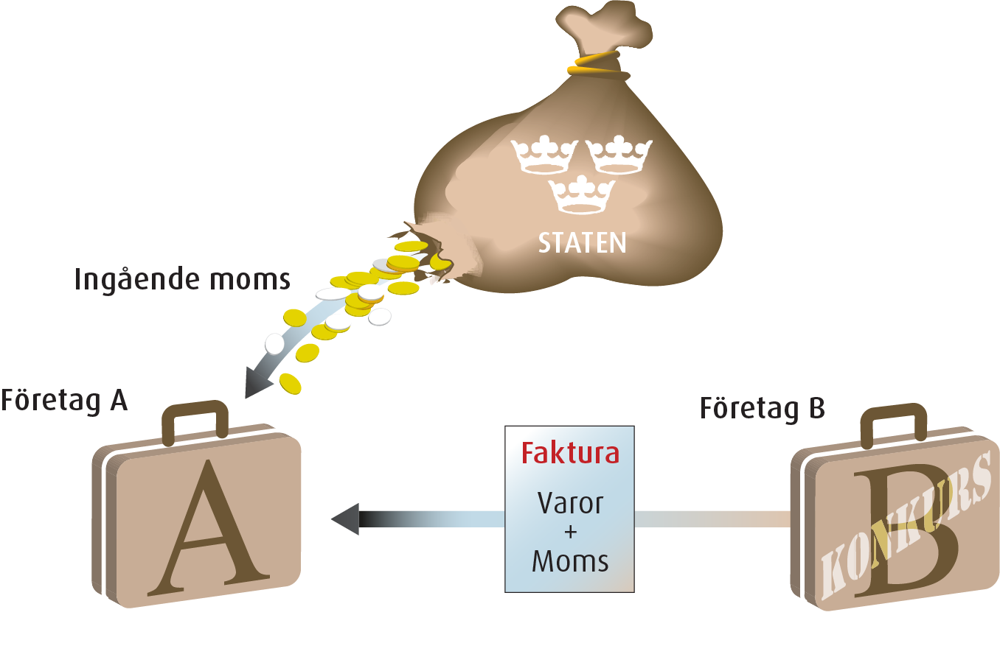 STATEN
Ingående moms
Företag A
Företag B
Faktura
Varor
+
Moms
A
B
KONKURS